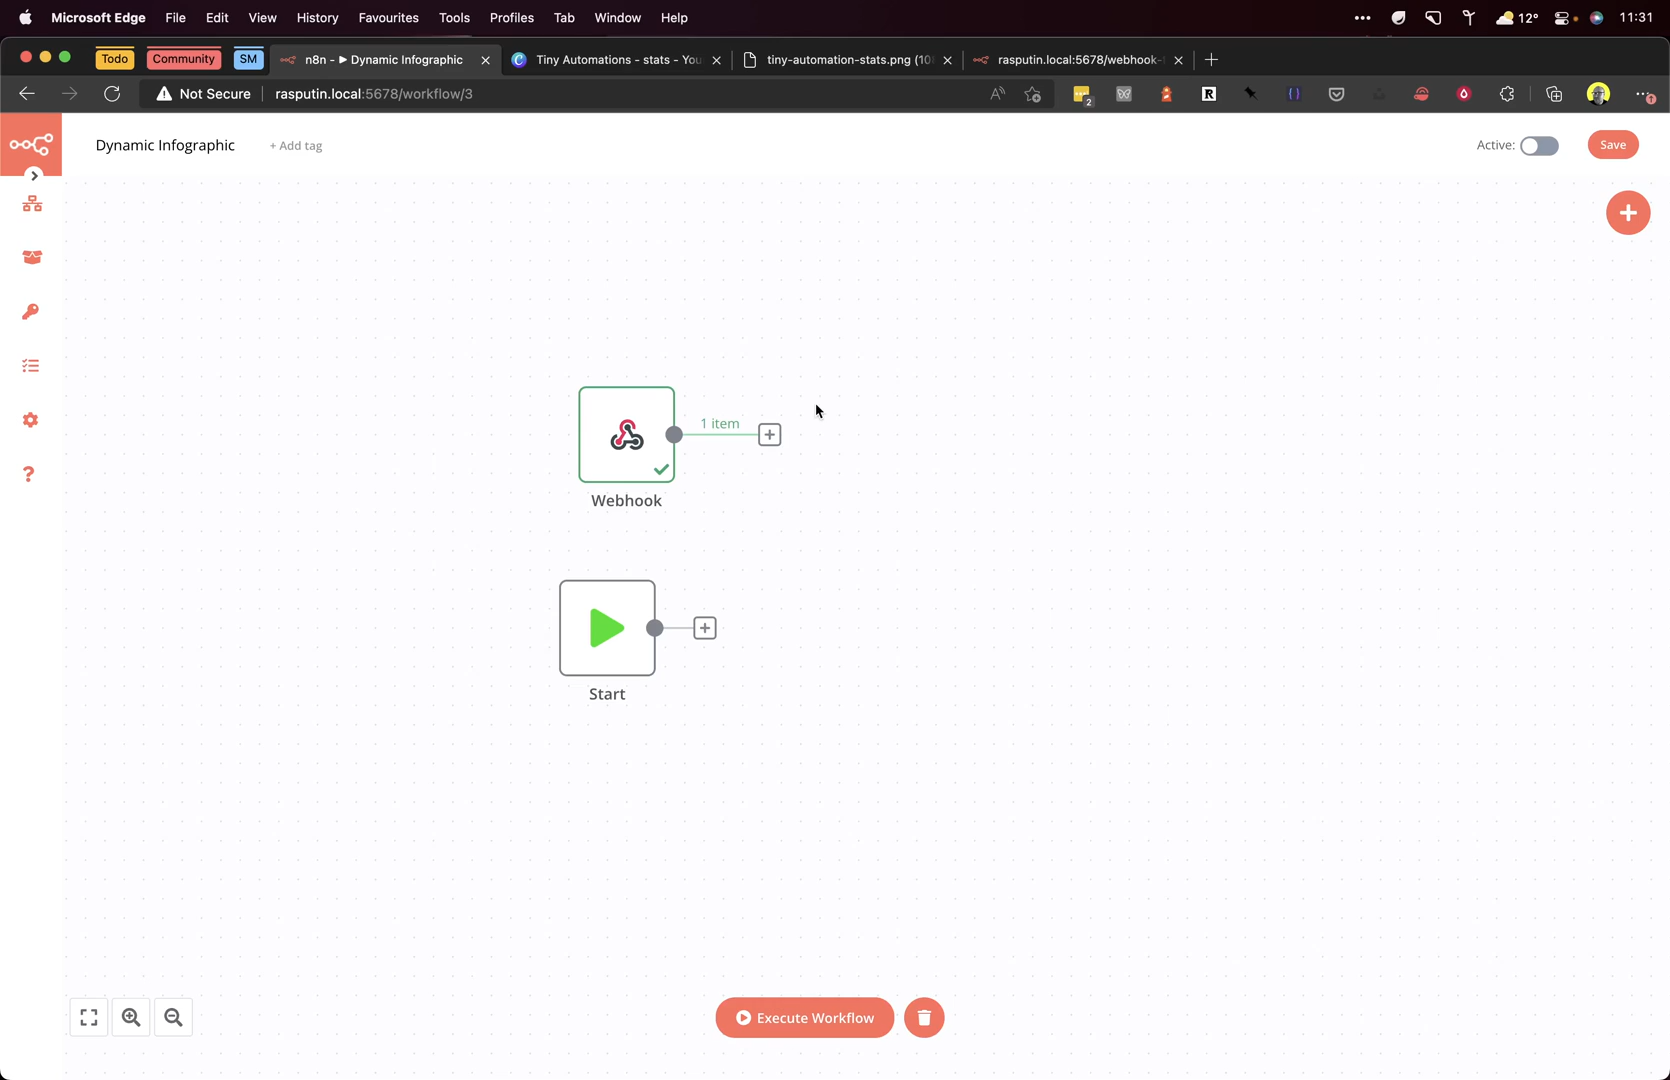 Microsoft Edge File Edit View History Favourites Tools Profiles Tab Window Help
12° 11:31
Todo Community SM n8n - ▶ Dynamic Infographic Tiny Automations - stats - You tiny-automation-stats.png (10 rasputin.local:5678/webhook-
Not Secure rasputin.local:5678/workflow/3
2
Dynamic Infographic + Add tag Active: Save
1 item
Webhook
Start
Execute Workflow